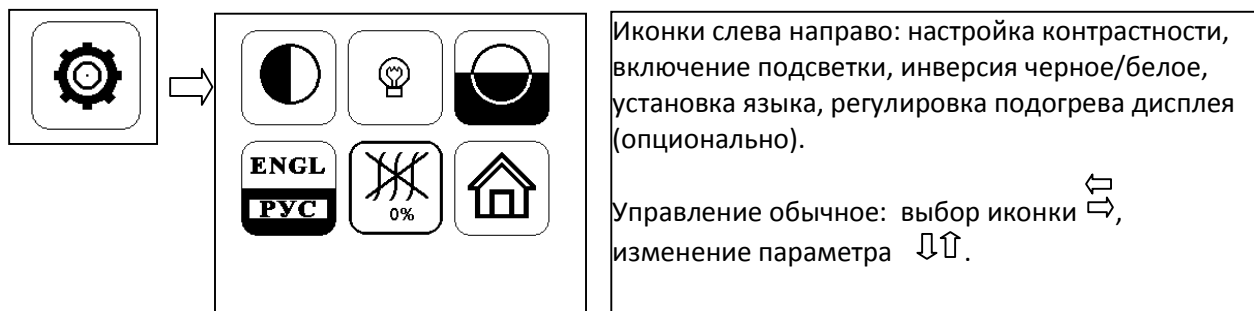 ENGL
РУС
0%
Иконки слева направо: настройка контрастности,
включение подсветки, инверсия черное/белое,
установка языка, регулировка подогрева дисплея
(опционально).
Управление обычное: выбор иконки ⇦⇨,
изменение параметра ⇩⇧.